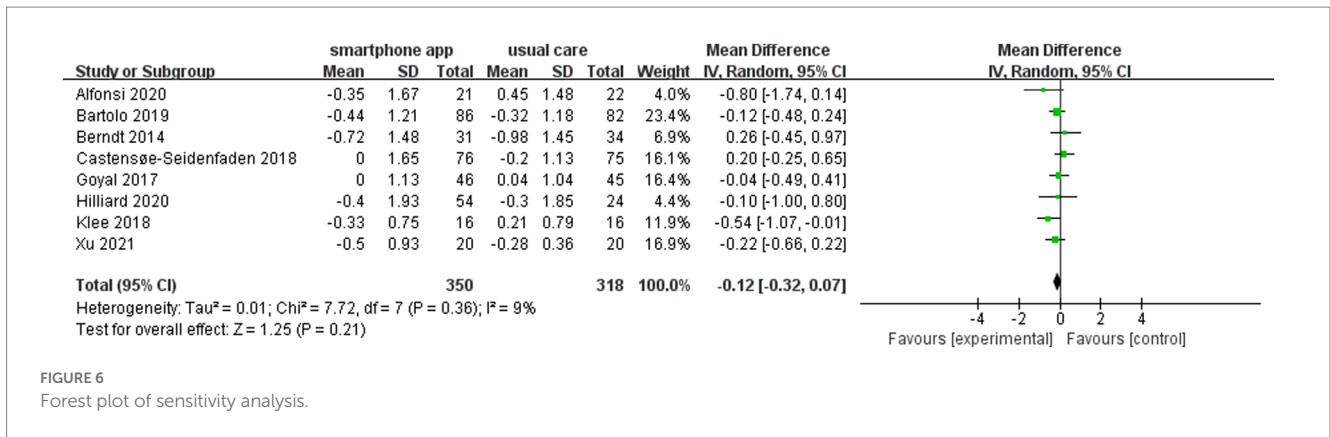 smartphone app usual care Mean Difference Mean Difference
Study or Subgroup Mean SD Total Mean SD Total Weight IV, Random, 95% CI IV, Random, 95% CI
Alfonsi 2020 -0.35 1.67 21 0.45 1.48 22 4.0% -0.80 [-1.74, 0.14]
Bartolo 2019 -0.44 1.21 86 -0.32 1.18 82 23.4% -0.12 [-0.48, 0.24]
Berndt 2014 -0.72 1.48 31 -0.98 1.45 34 6.9% 0.26 [-0.45, 0.97]
Castensøe-Seidenfaden 2018 0 1.65 76 -0.2 1.13 75 16.1% 0.20 [-0.25, 0.65]
Goyal 2017 0 1.13 46 0.04 1.04 45 16.4% -0.04 [-0.49, 0.41]
Hilliard 2020 -0.4 1.93 54 -0.3 1.85 24 4.4% -0.10 [-1.00, 0.80]
Klee 2018 -0.33 0.75 16 0.21 0.79 16 11.9% -0.54 [-1.07, -0.01]
Xu 2021 -0.5 0.93 20 -0.28 0.36 20 16.9% -0.22 [-0.66, 0.22]
Total (95% CI) 350 318 100.0% -0.12 [-0.32, 0.07]
Heterogeneity: Tau² = 0.01; Chi² = 7.72, df = 7 (P = 0.36); I² = 9%
Test for overall effect: Z = 1.25 (P = 0.21)
-4 -2 0 2 4
Favours [experimental] Favours [control]
FIGURE 6
Forest plot of sensitivity analysis.